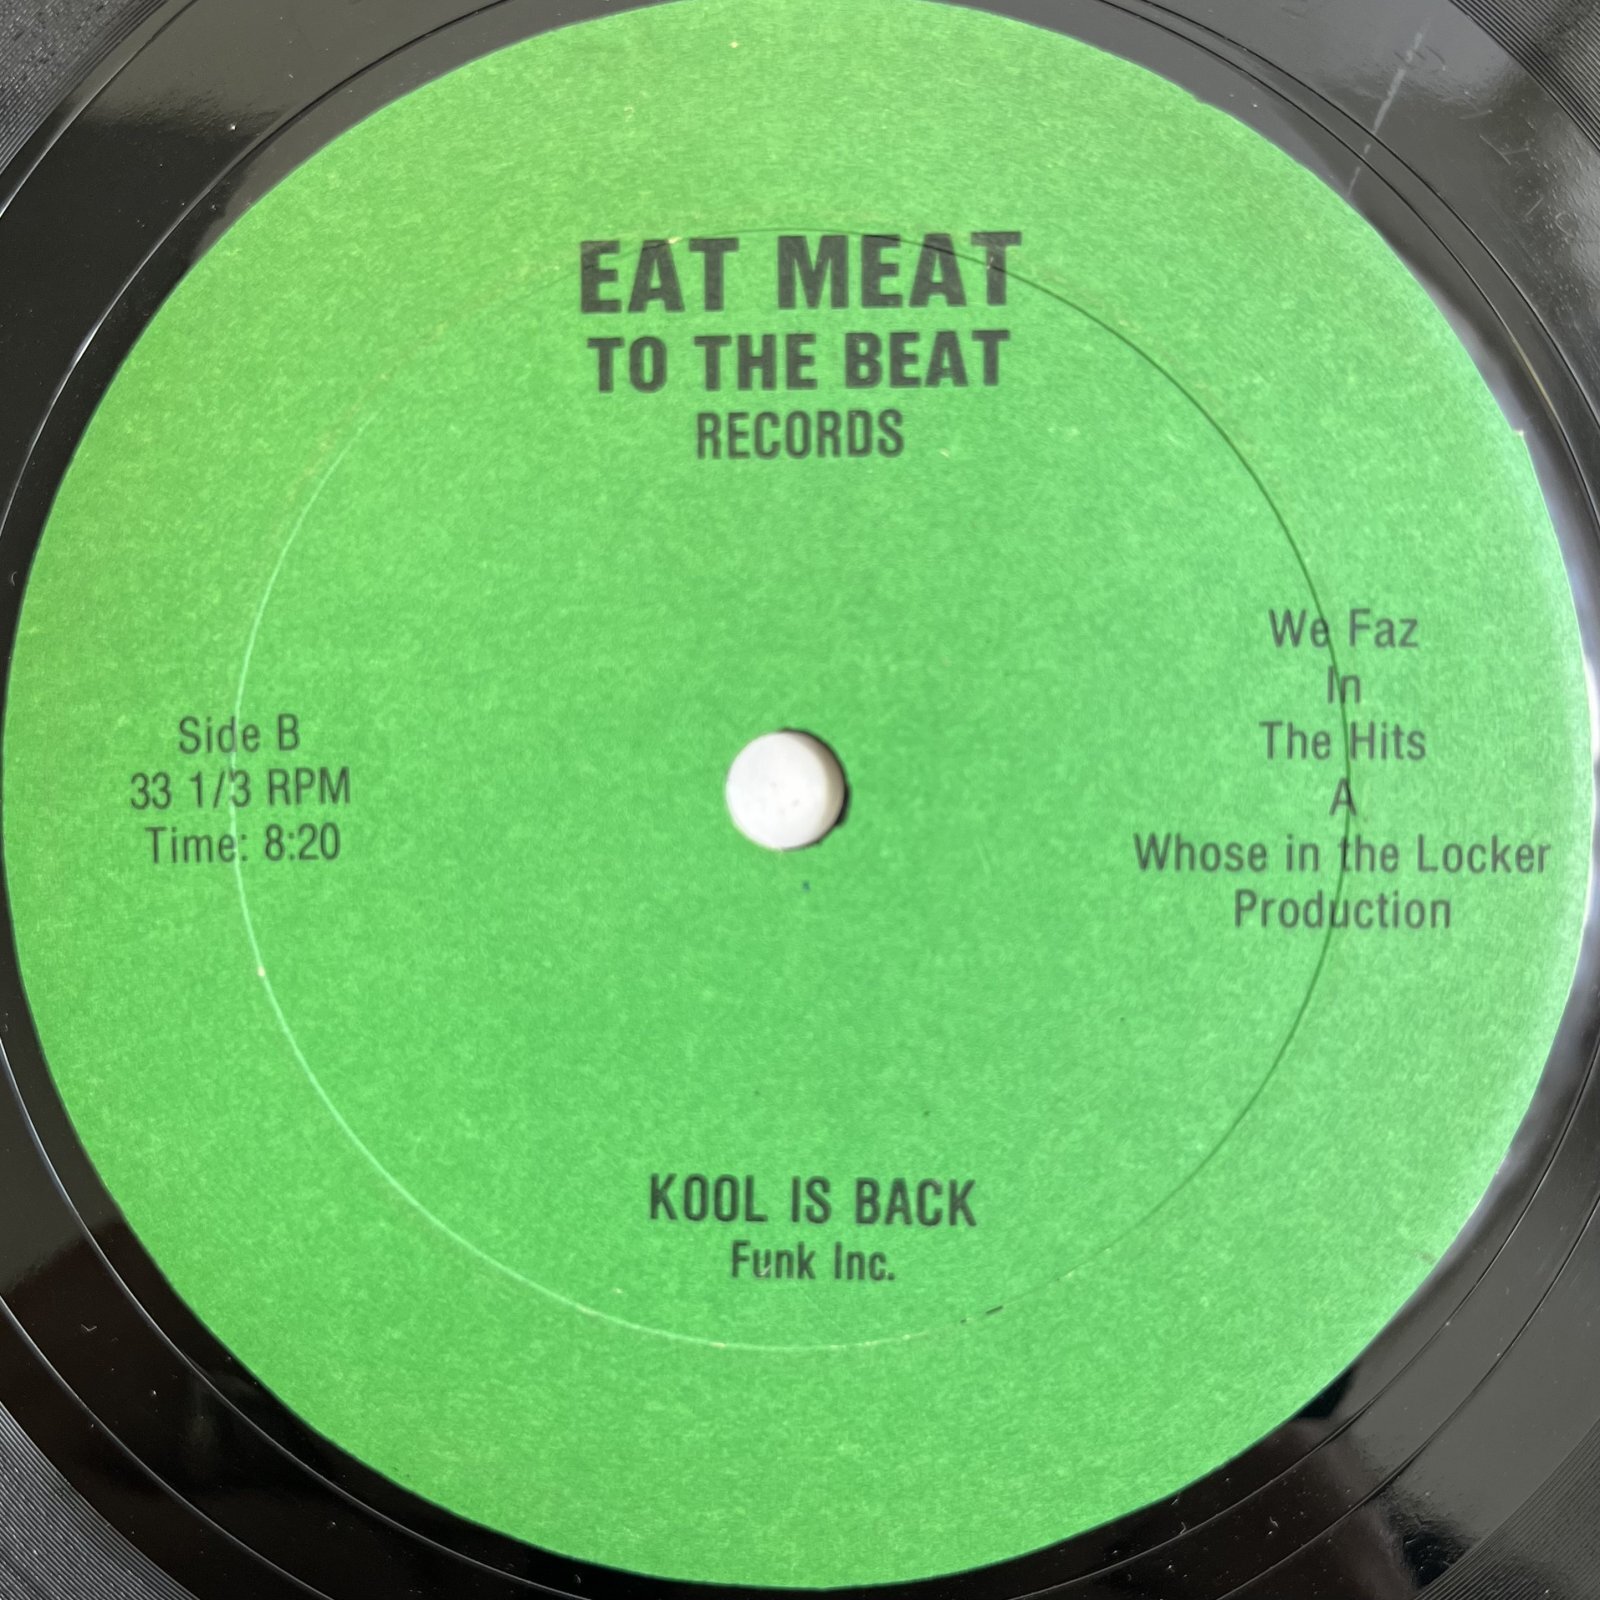 EAT MEAT
TO THE BEAT
RECORDS
Side B
33 1/3 RPM
Time: 8:20
We Faz
In
The Hits
A
Whose in the Locker
Production
KOOL IS BACK
Funk Inc.